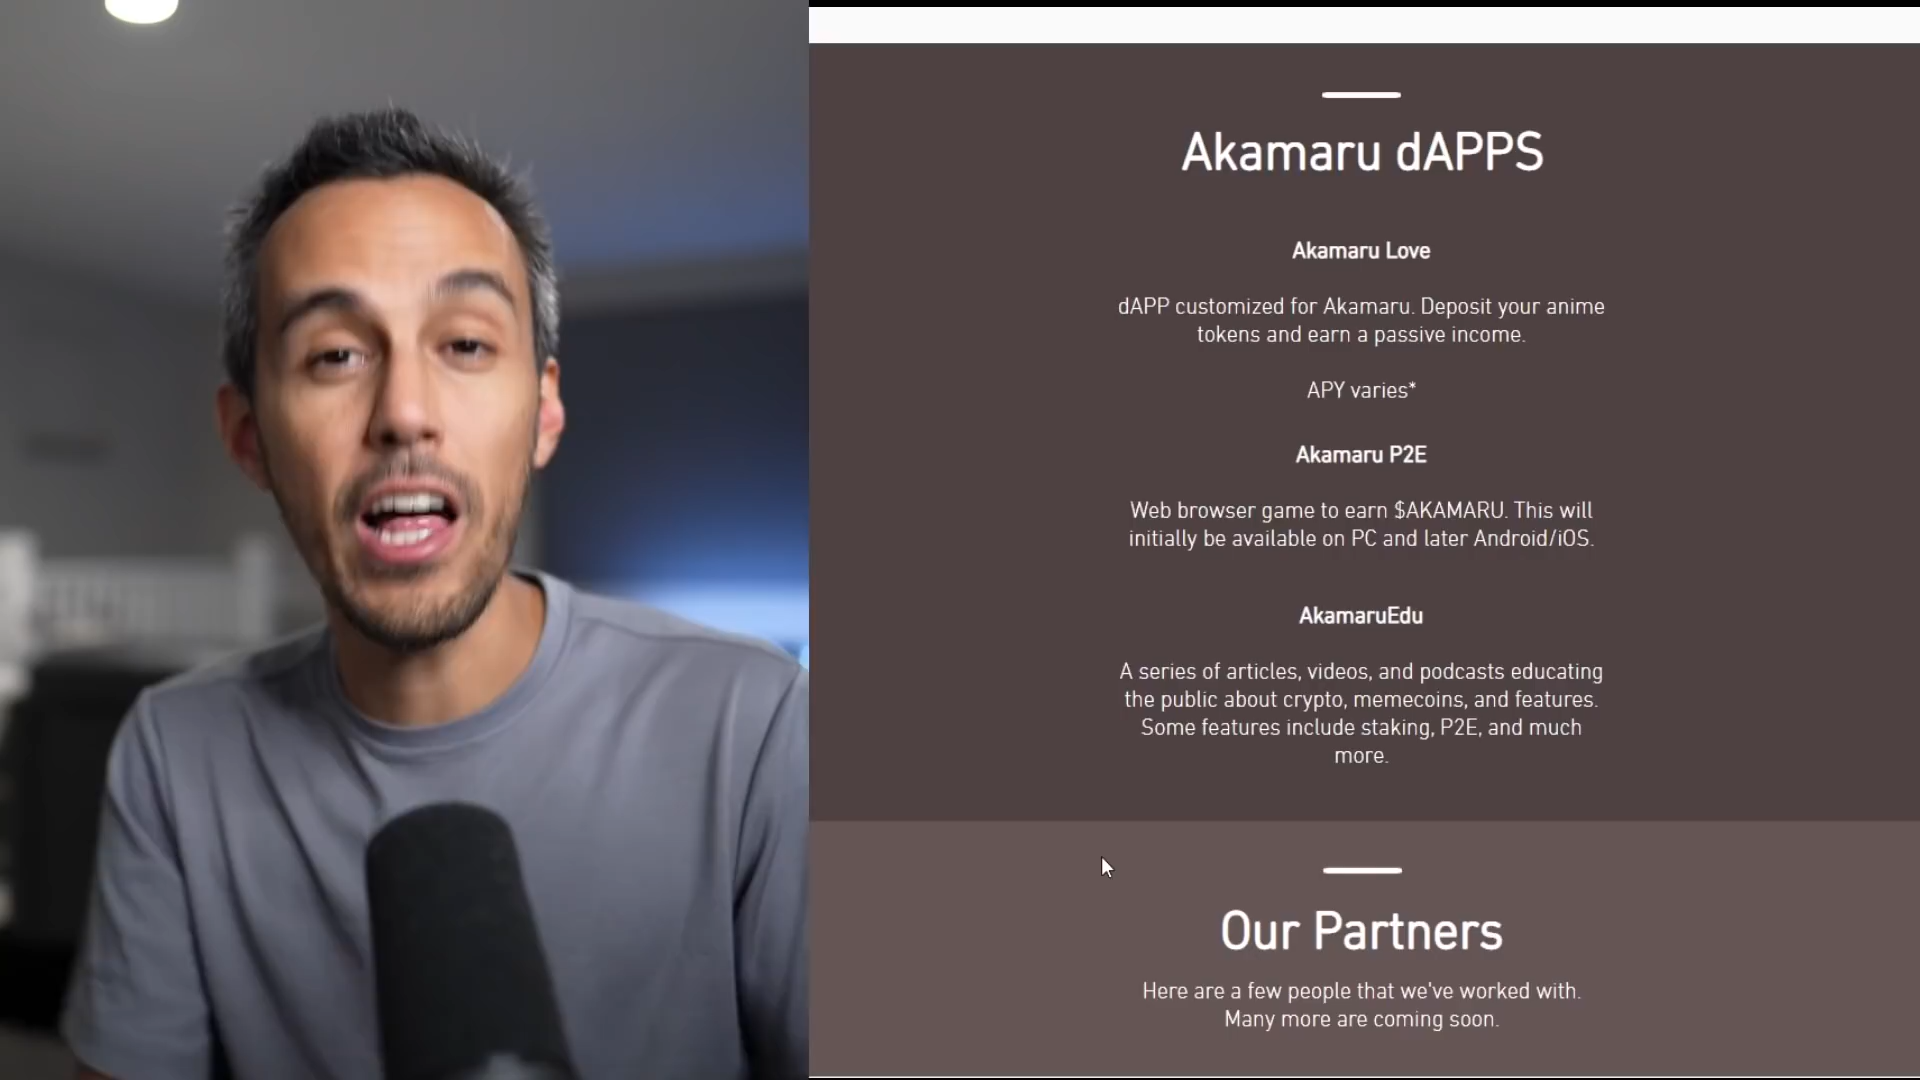 Akamaru dAPPS
Akamaru Love
dAPP customized for Akamaru. Deposit your anime
tokens and earn a passive income.
APY varies*
Akamaru P2E
Web browser game to earn $AKAMARU. This will
initially be available on PC and later Android/iOS.
AkamaruEdu
A series of articles, videos, and podcasts educating
the public about crypto, memecoins, and features.
Some features include staking, P2E, and much
more.
Our Partners
Here are a few people that we've worked with.
Many more are coming soon.